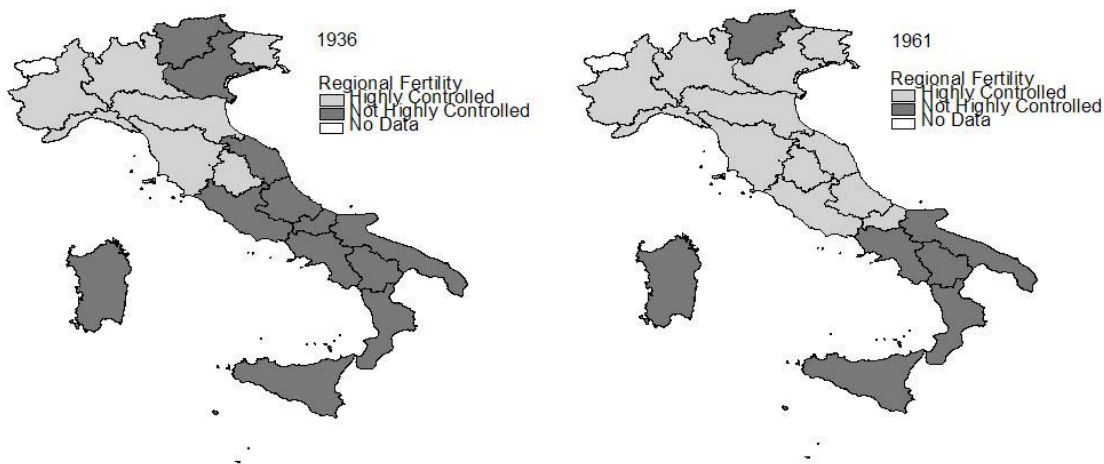 1936
Regional Fertility
Highly Controlled
Not Highly Controlled
No Data
1961
Regional Fertility
Highly Controlled
Not Highly Controlled
No Data